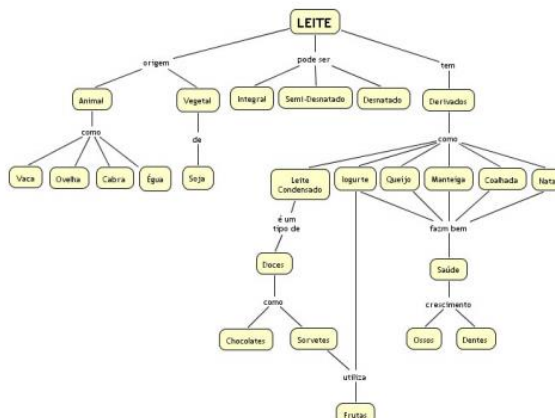 LEITE
origem
pode ser
tem
Animal
Vegetal
Integral
Semi-Desnatado
Desnatado
Derivados
como
de
como
Vaca
Ovelha
Cabra
Égua
Soja
Leite
Condensado
Iogurte
Queijo
Manteiga
Coalhada
Nata
é um
tipo de
fazm bem
Doces
Saúde
como
crescimento
Chocolates
Sorvetes
Ossos
Dentes
utiliza
Frutas